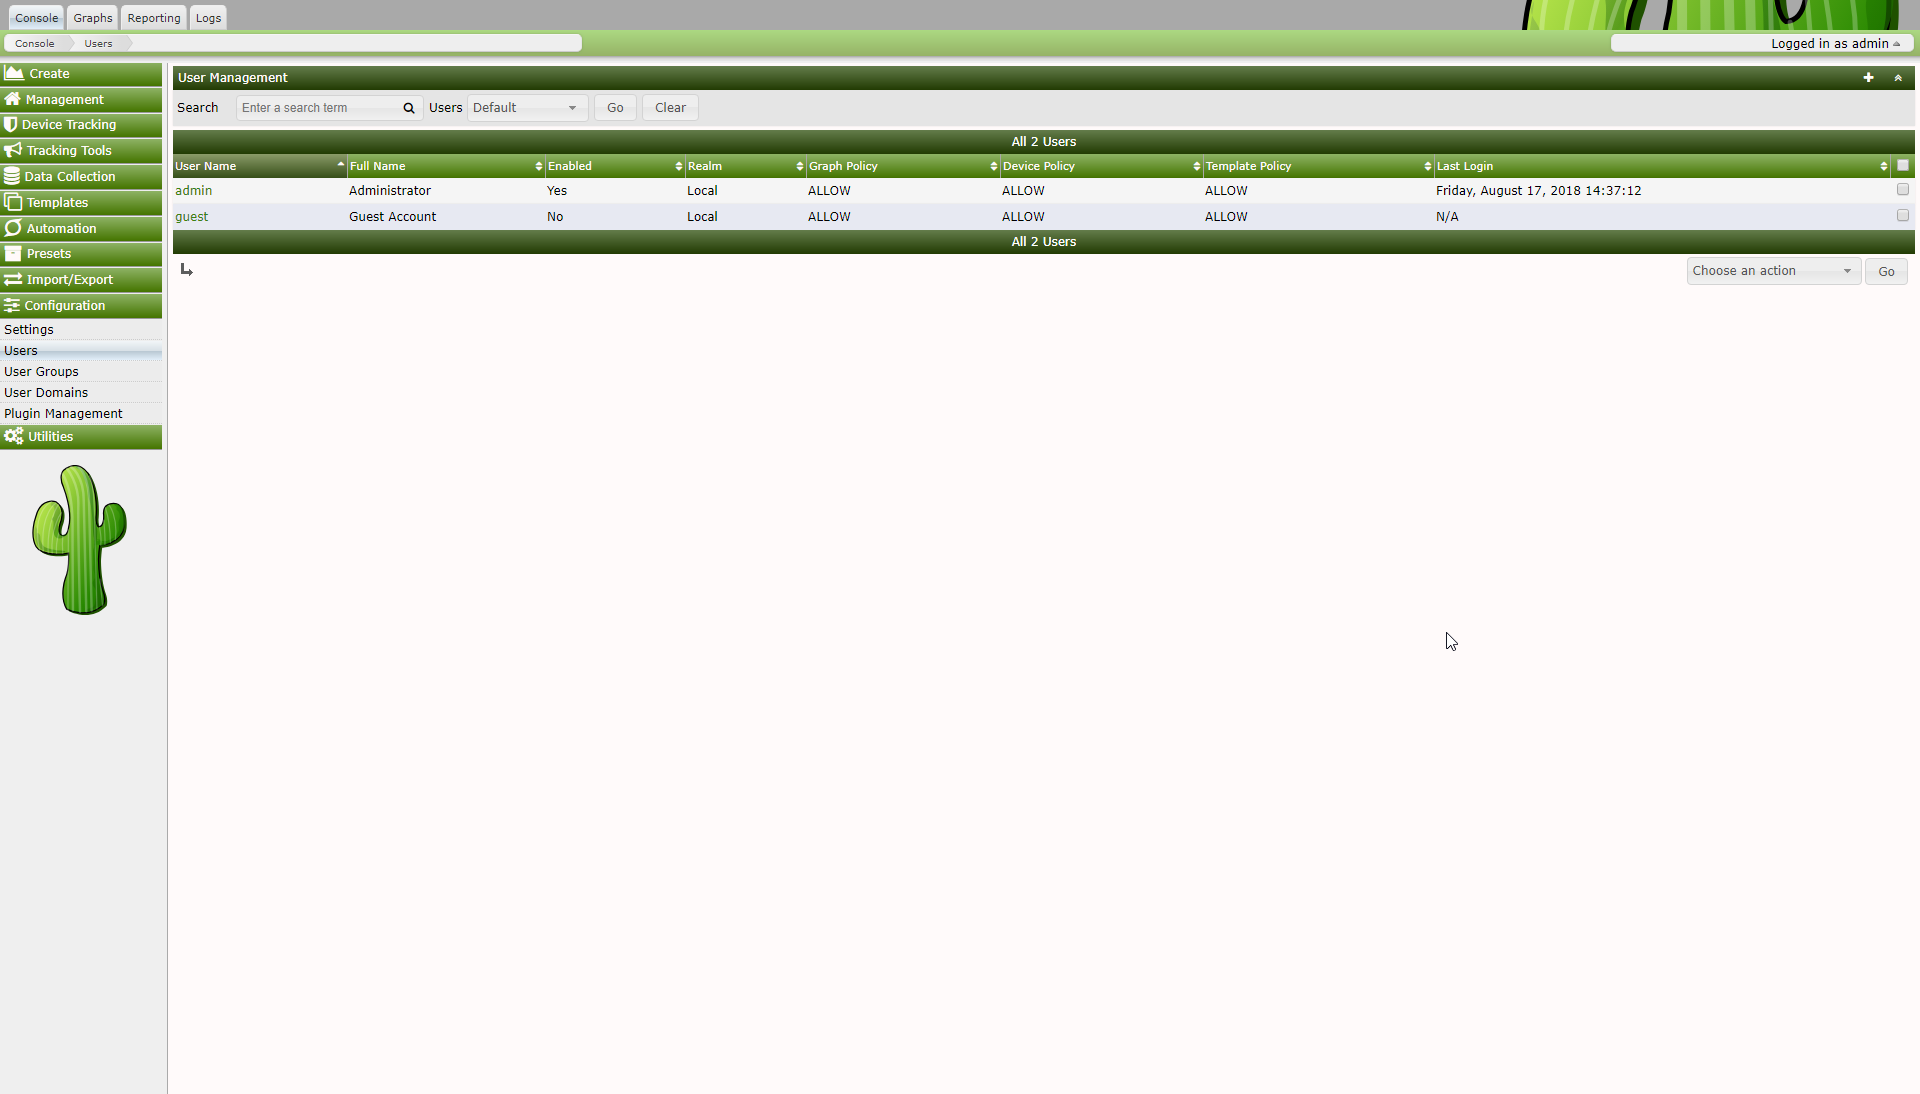 Console Graphs Reporting Logs
Console Users
Logged in as admin
Create
Management
Device Tracking
Tracking Tools
Data Collection
Templates
Automation
Presets
Import/Export
Configuration
Settings
Users
User Groups
User Domains
Plugin Management
Utilities
User Management
Search Enter a search term Users Default Go Clear
All 2 Users
User Name Full Name Enabled Realm Graph Policy Device Policy Template Policy Last Login
admin Administrator Yes Local ALLOW ALLOW ALLOW Friday, August 17, 2018 14:37:12
guest Guest Account No Local ALLOW ALLOW ALLOW N/A
All 2 Users
Choose an action Go